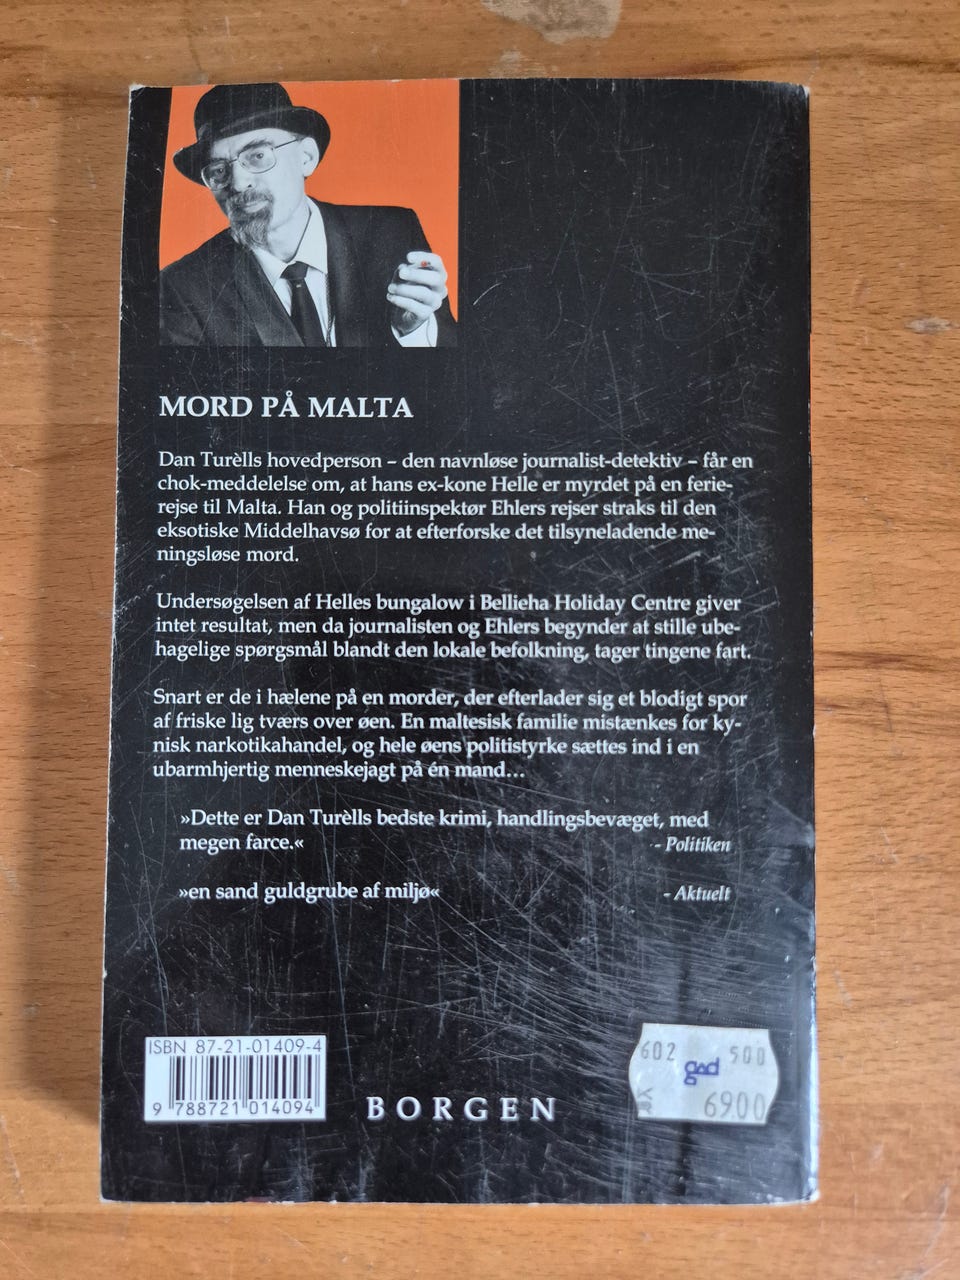 MORD PÅ MALTA
Dan Turèlls hovedperson – den navnløse journalist-detektiv – får en
chok-meddelelse om, at hans ex-kone Helle er myrdet på en ferie-
rejse til Malta. Han og politiinspektør Ehlers rejser straks til den
eksotiske Middelhavsø for at efterforske det tilsyneladende me-
ningsløse mord.
Undersøgelsen af Helles bungalow i Bellieha Holiday Centre giver
intet resultat, men da journalisten og Ehlers begynder at stille ube-
hagelige spørgsmål blandt den lokale befolkning, tager tingene fart.
Snart er de i hælene på en morder, der efterlader sig et blodigt spor
af friske lig tværs over øen. En maltesisk familie mistænkes for ky-
nisk narkotikahandel, og hele øens politistyrke sættes ind i en
ubarmhjertig menneskejagt på én mand...
»Dette er Dan Turèlls bedste krimi, handlingsbevæget, med
megen farce.« - Politiken
»en sand guldgrube af miljø« - Aktuelt
ISBN 87-21-01409-4
9 788721 014094
BORGEN
602 500
gad
6900